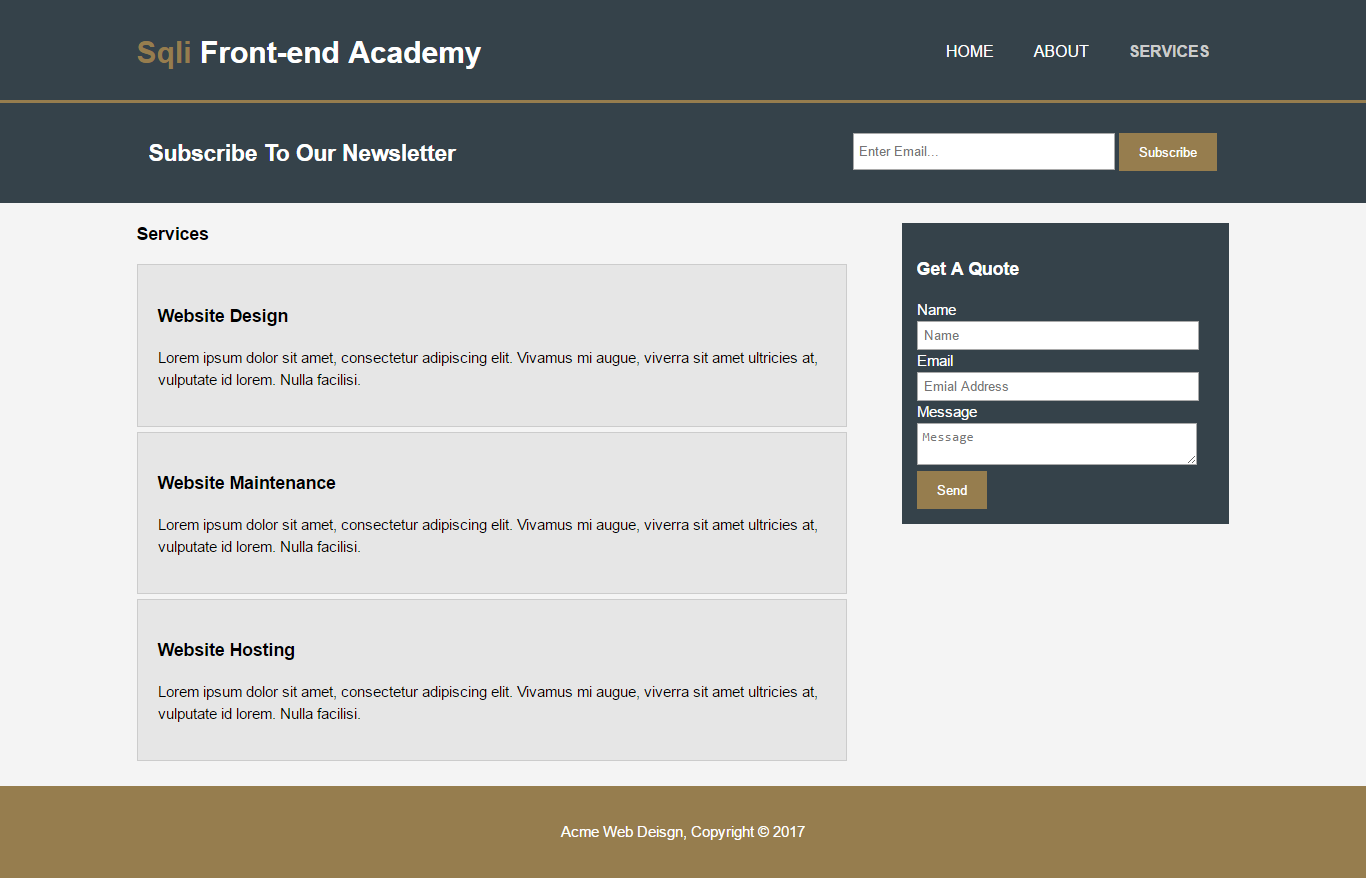 Sqli Front-end Academy
HOME ABOUT SERVICES
Subscribe To Our Newsletter
Enter Email...
Subscribe
Services
Website Design
Lorem ipsum dolor sit amet, consectetur adipiscing elit. Vivamus mi augue, viverra sit amet ultricies at,
vulputate id lorem. Nulla facilisi.
Website Maintenance
Lorem ipsum dolor sit amet, consectetur adipiscing elit. Vivamus mi augue, viverra sit amet ultricies at,
vulputate id lorem. Nulla facilisi.
Website Hosting
Lorem ipsum dolor sit amet, consectetur adipiscing elit. Vivamus mi augue, viverra sit amet ultricies at,
vulputate id lorem. Nulla facilisi.
Get A Quote
Name
Name
Email
Emial Address
Message
Message
Send
Acme Web Deisgn, Copyright © 2017